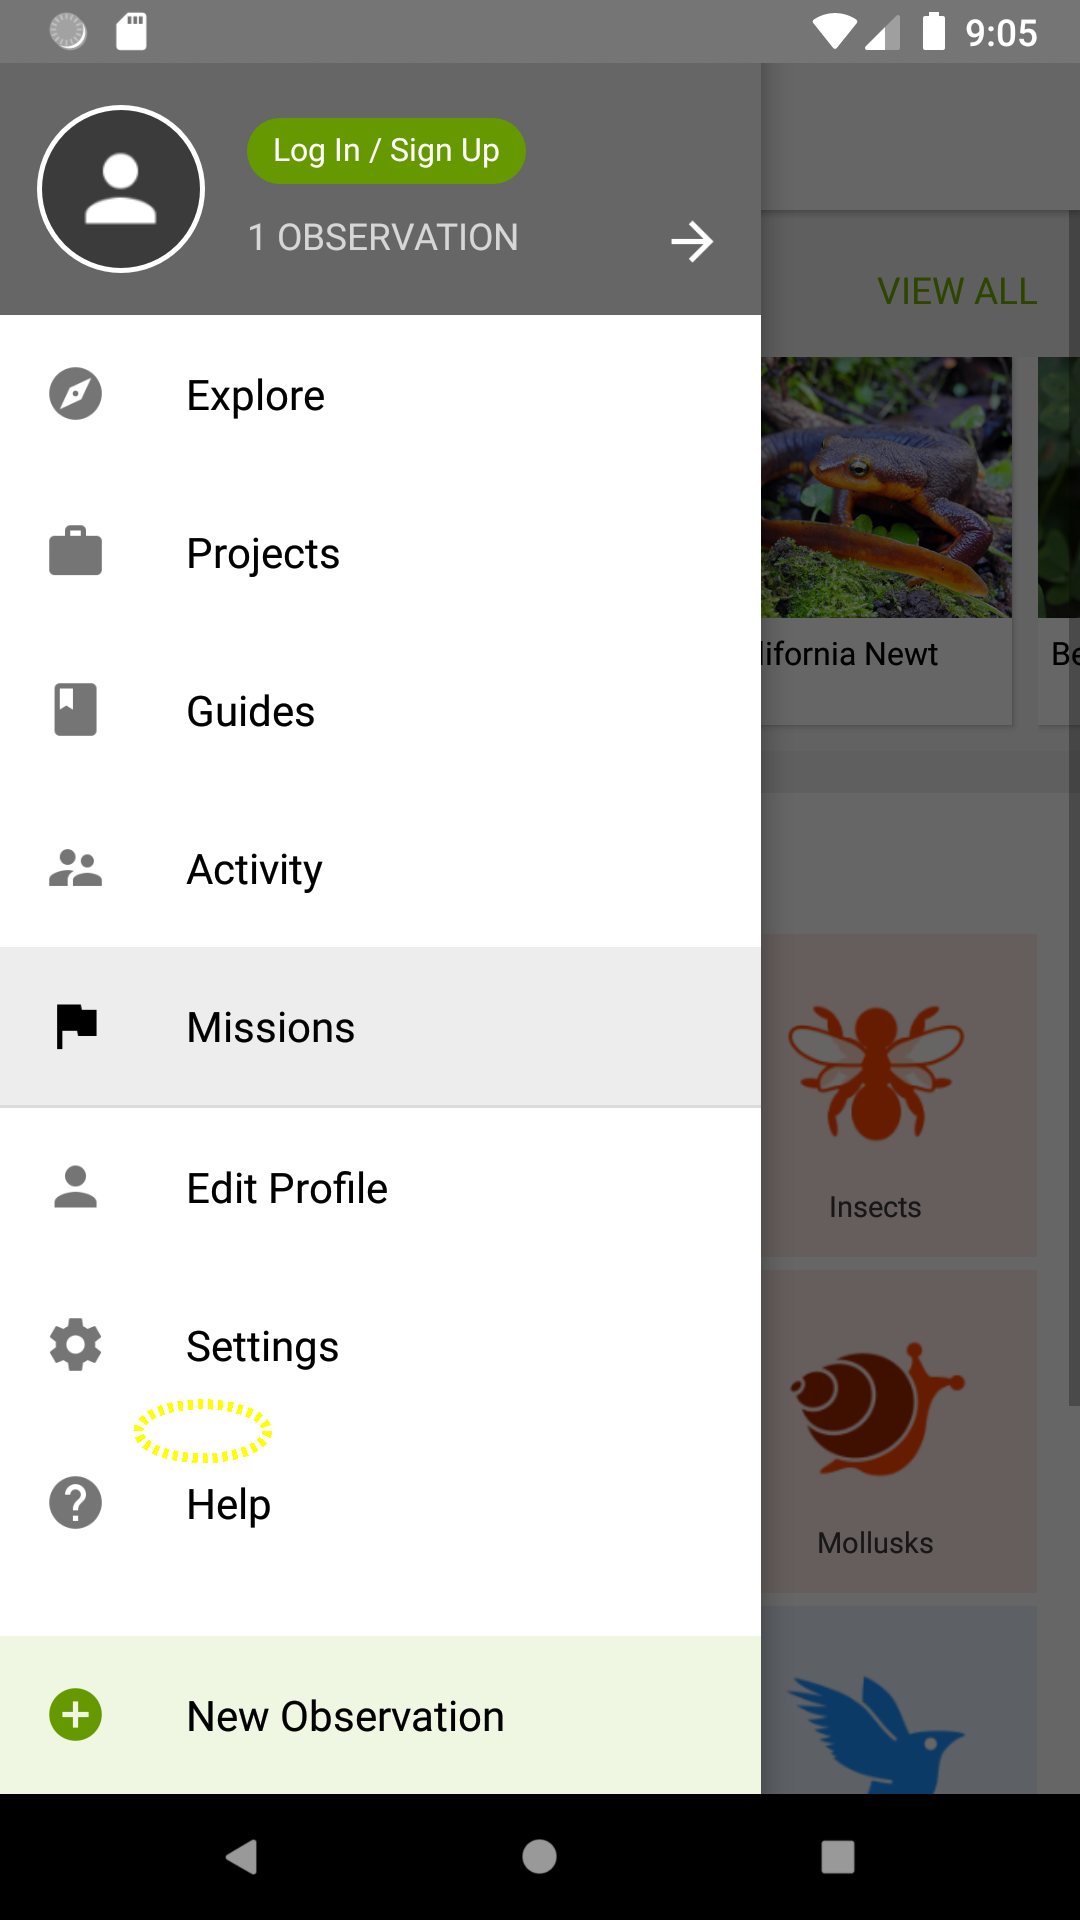 9:05
Log In / Sign Up
1 OBSERVATION
VIEW ALL
Explore
Projects
Guides
lifornia Newt
Be
Activity
Missions
Insects
Edit Profile
Settings
Help
Mollusks
New Observation